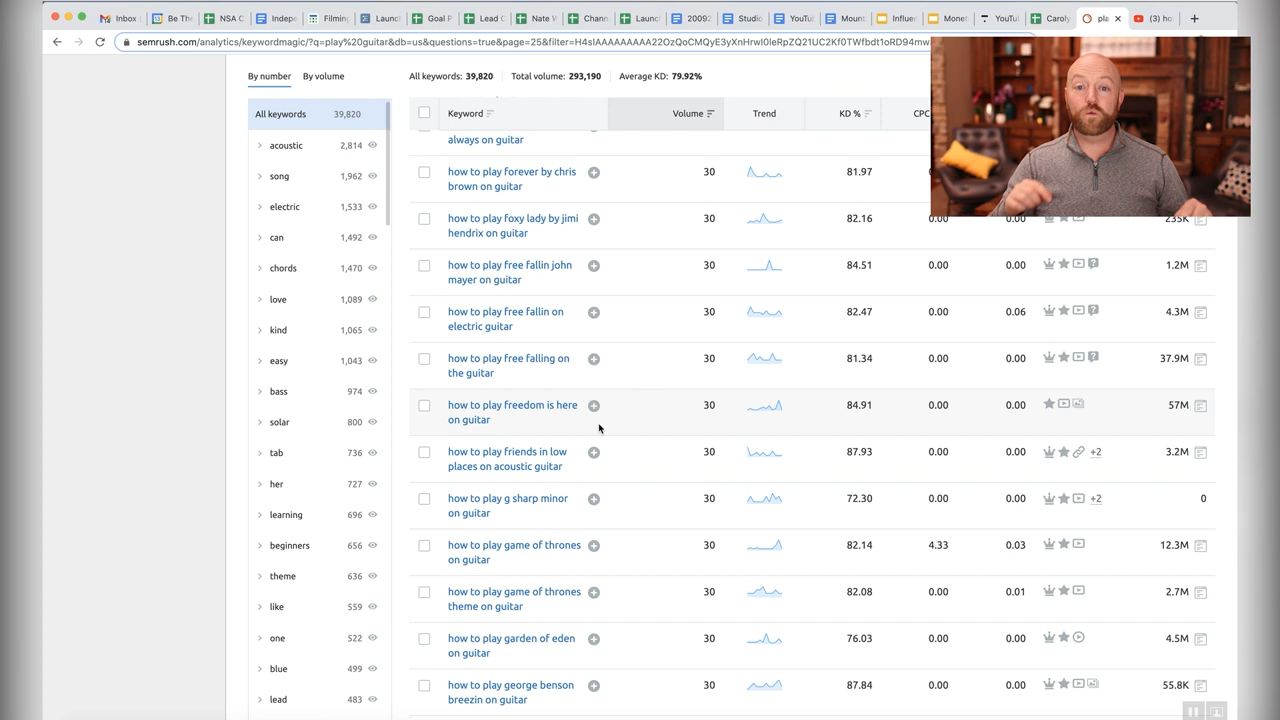 Inbox Be The NSA C Indepe Filming Launc Goal P Lead C Nate W Chann Launc 20092 Studio YouTu Mount Influe Monet YouTu Caroly pla (3) ho
semrush.com/analytics/keywordmagic/?q=play%20guitar&db=us&questions=true&page=25&filter=
By number By volume All keywords: 39,820 Total volume: 293,190 Average KD: 79.92%
All keywords 39,820
acoustic 2,814
song 1,962
electric 1,533
can 1,492
chords 1,470
love 1,089
kind 1,065
easy 1,043
bass 974
solar 800
tab 736
her 727
learning 696
beginners 656
theme 636
like 559
one 522
blue 499
lead 483
Keyword Volume Trend KD % CPC
always on guitar
how to play forever by chris 30 81.97
brown on guitar
how to play foxy lady by jimi 30 82.16 0.00 0.00 235K
hendrix on guitar
how to play free fallin john 30 84.51 0.00 0.00 1.2M
mayer on guitar
how to play free fallin on 30 82.47 0.00 0.06 4.3M
electric guitar
how to play free falling on 30 81.34 0.00 0.00 37.9M
the guitar
how to play freedom is here 30 84.91 0.00 0.00 57M
on guitar
how to play friends in low 30 87.93 0.00 0.00 +2 3.2M
places on acoustic guitar
how to play g sharp minor 30 72.30 0.00 0.00 +2 0
on guitar
how to play game of thrones 30 82.14 4.33 0.03 12.3M
on guitar
how to play game of thrones 30 82.08 0.00 0.01 2.7M
theme on guitar
how to play garden of eden 30 76.03 0.00 0.00 4.5M
on guitar
how to play george benson 30 87.84 0.00 0.00 55.8K
breezin on guitar